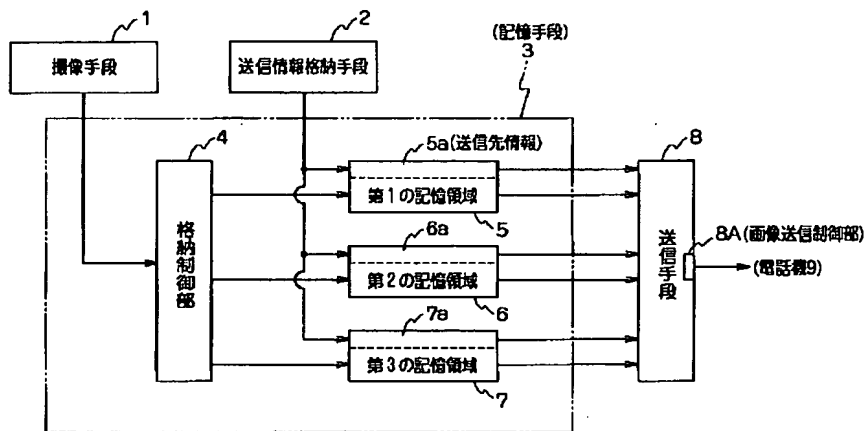 1
撮像手段
2
送信情報格納手段
(記憶手段)
3
4
格納制御部
5a(送信先情報)
第1の記憶領域
5
6a
第2の記憶領域
6
7a
第3の記憶領域
7
8
送信手段
8A(画像送信制御部)
(電話機9)